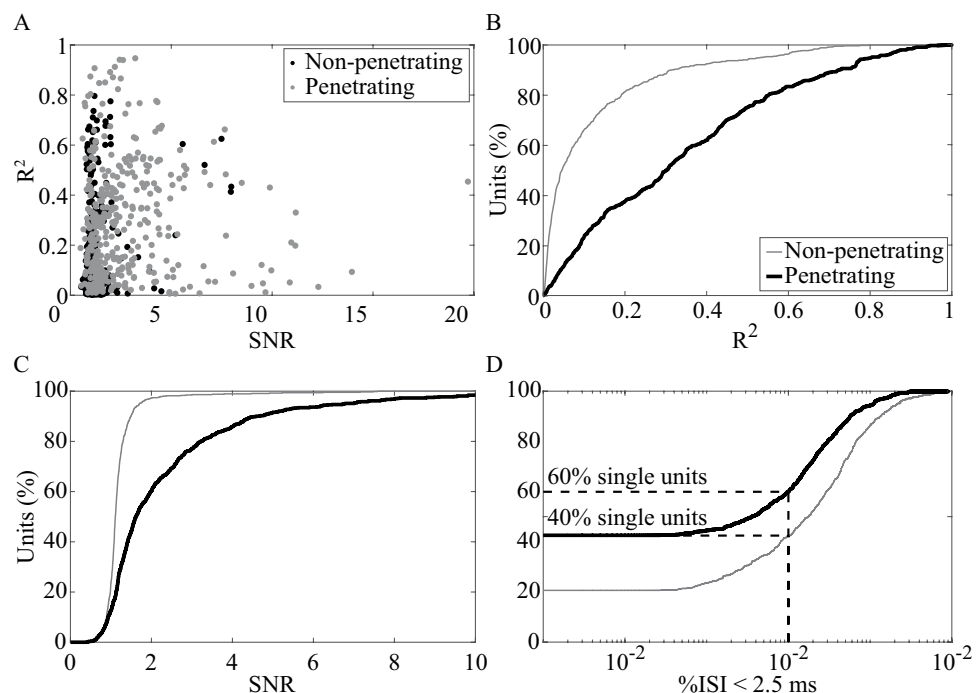 A
1
0.8
0.6
0.4
0.2
0
R²
Non-penetrating
Penetrating
0 5 10 15 20
SNR
B
100
80
60
40
20
0
Units (%)
Non-penetrating
Penetrating
0 0.2 0.4 0.6 0.8 1
R²
C
100
80
60
40
20
0
Units (%)
0 2 4 6 8 10
SNR
D
100
80
60
40
20
0
60% single units
40% single units
10⁻² 10⁻² 10⁻²
%ISI < 2.5 ms